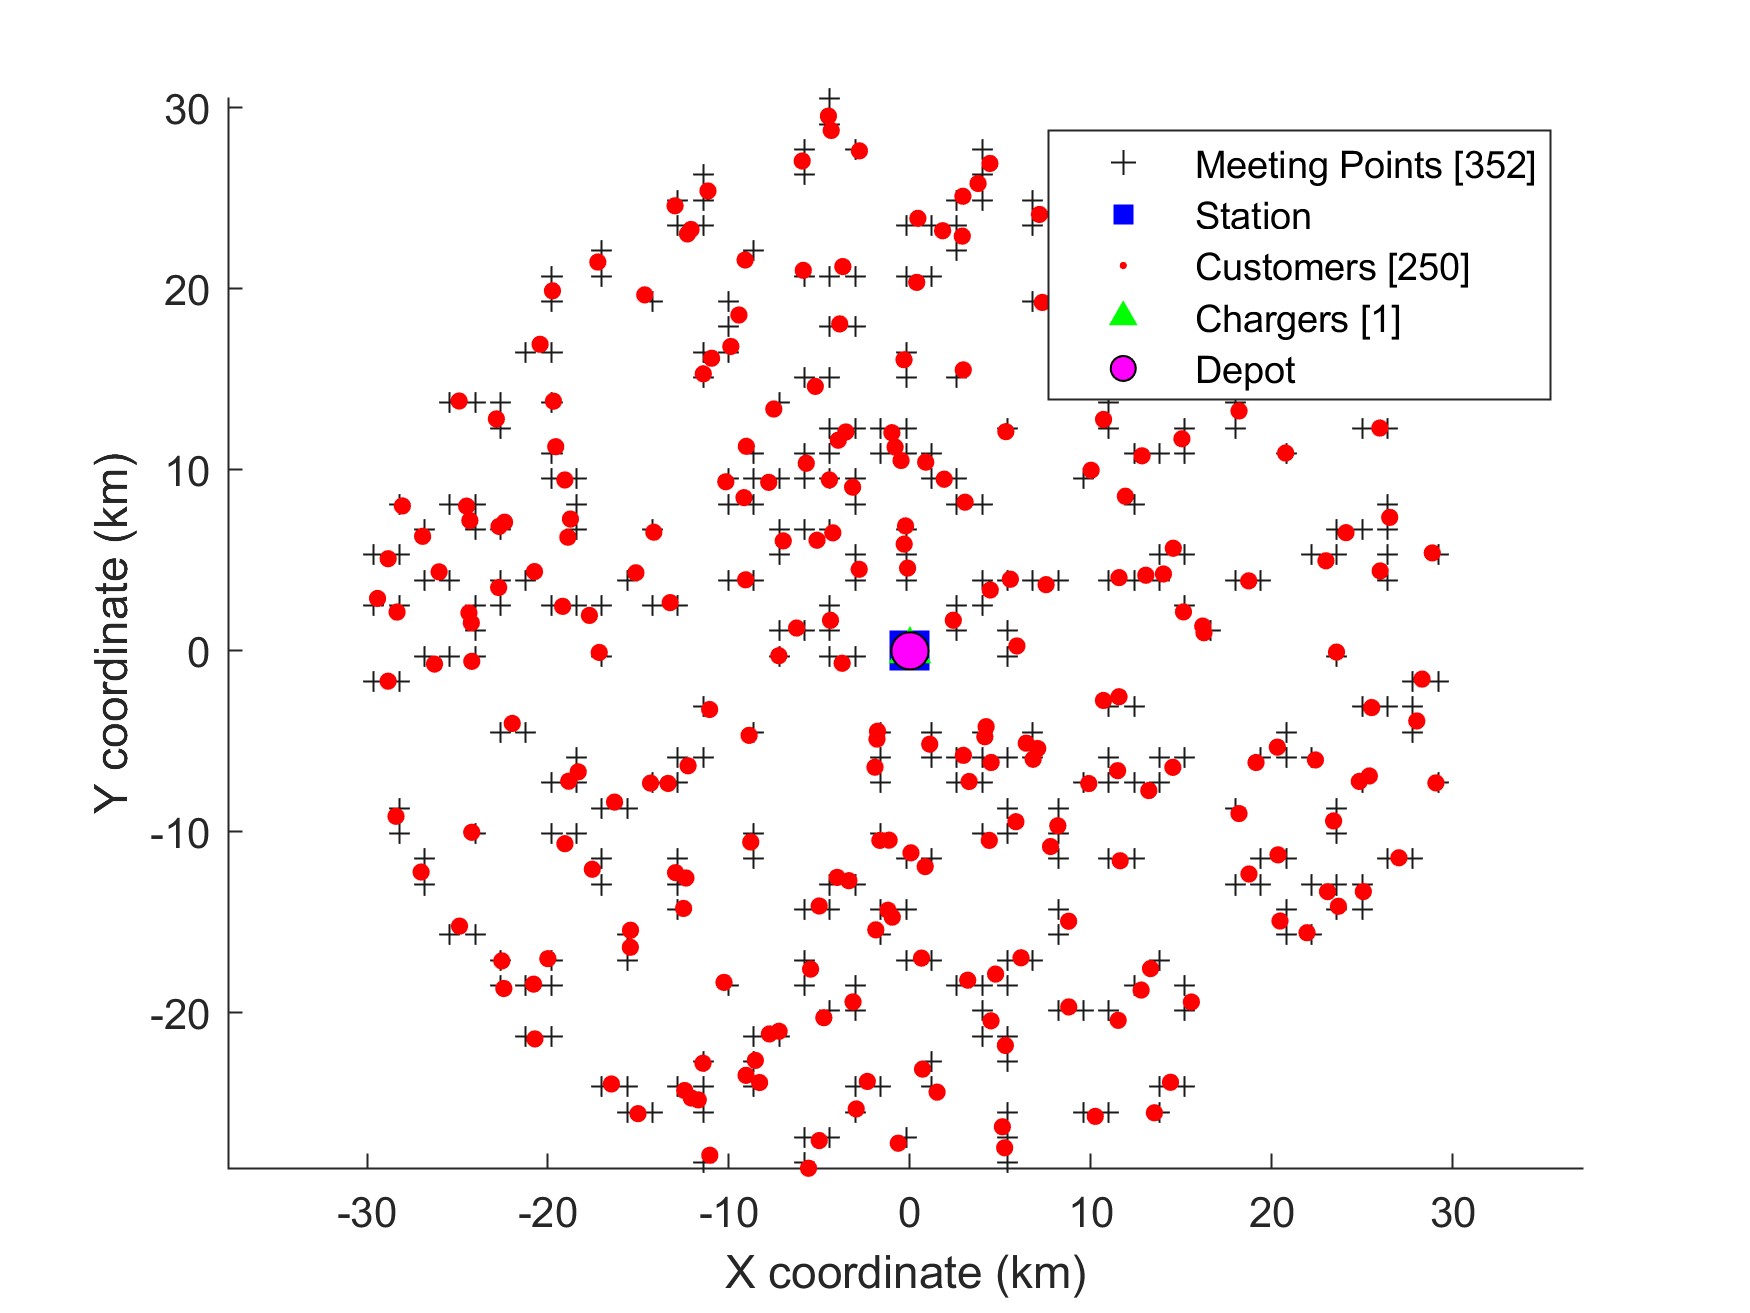 30
20
10
0
-10
-20
-30
-20
-10
0
10
20
30
X coordinate (km)
Y coordinate (km)
Meeting Points [352]
Station
Customers [250]
Chargers [1]
Depot